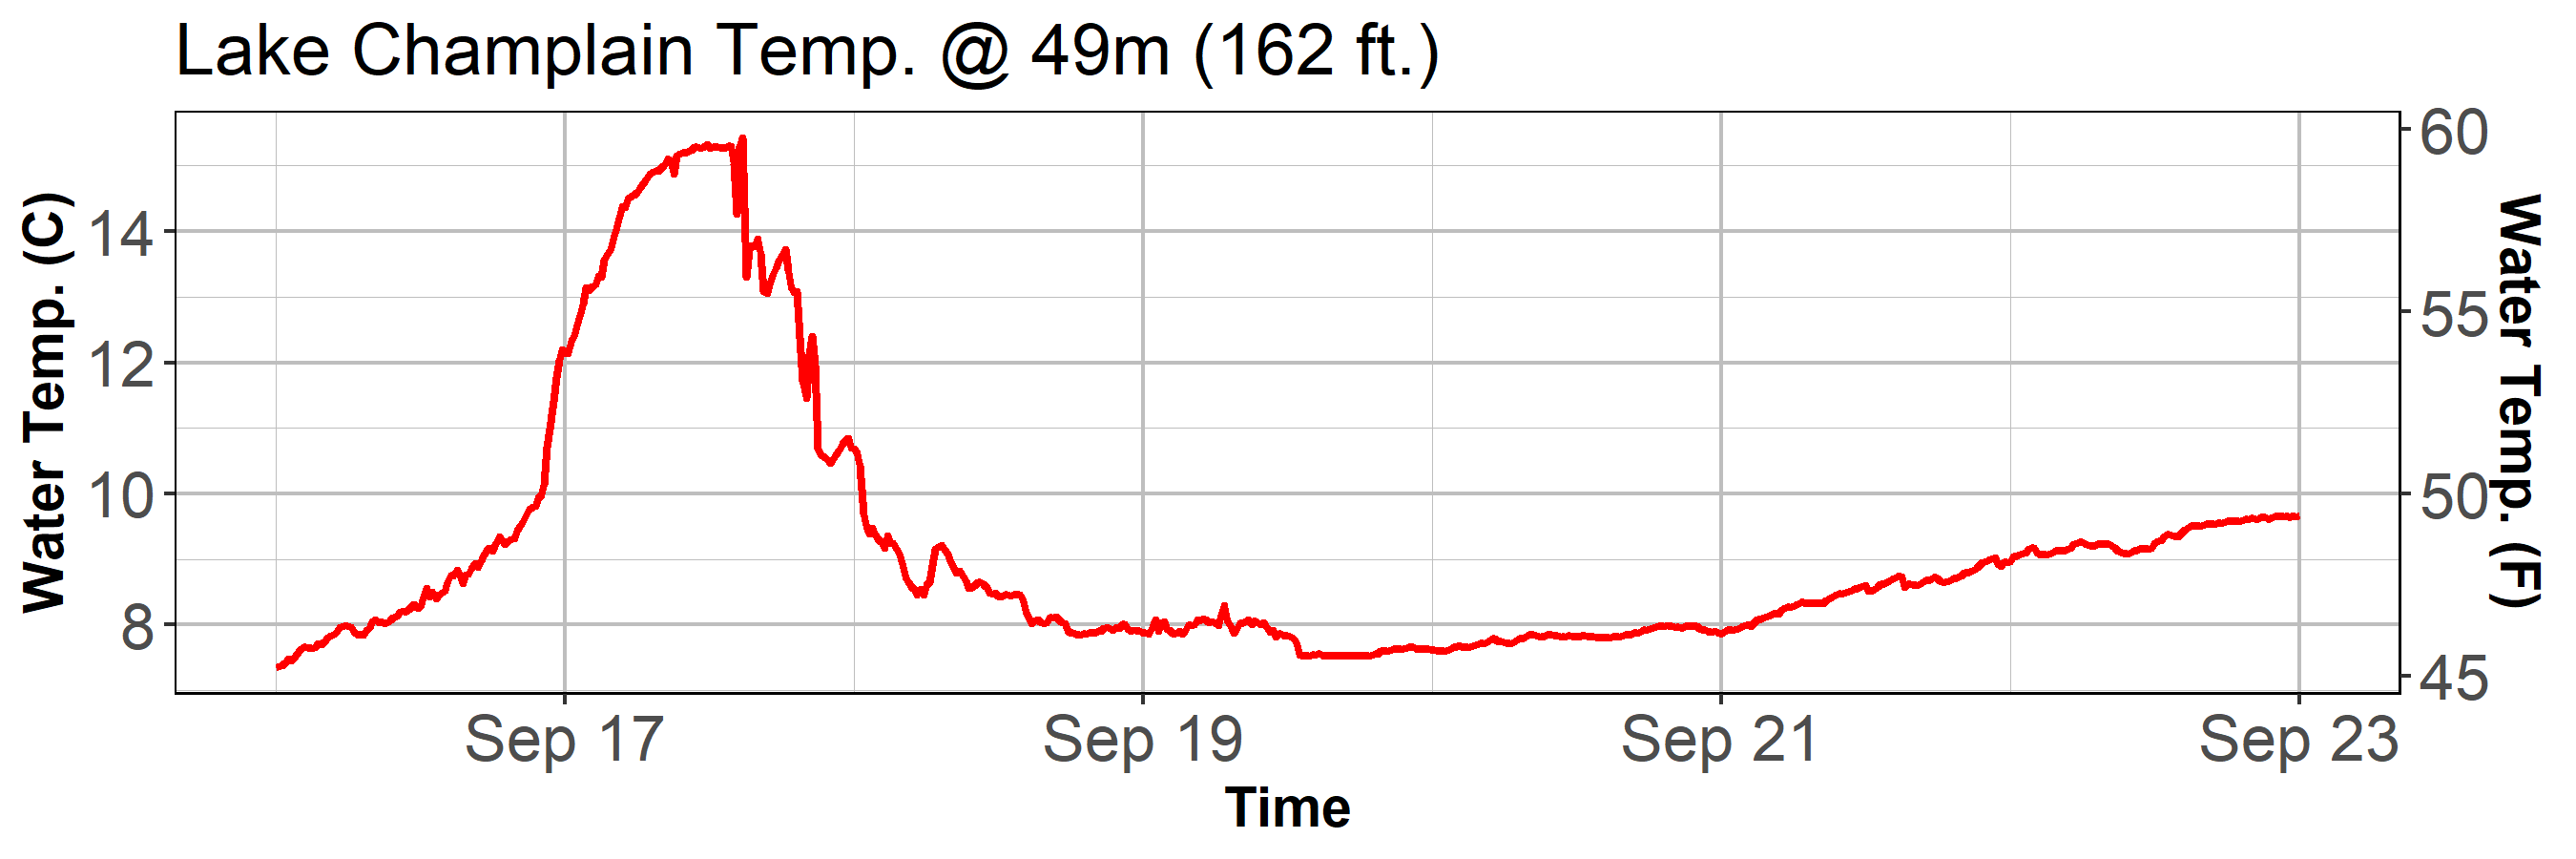 Lake Champlain Temp. @ 49m (162 ft.)
Water Temp. (C)
14
12
10
8
60
55
50
45
Water Temp. (F)
Sep 17 Sep 19 Sep 21 Sep 23
Time